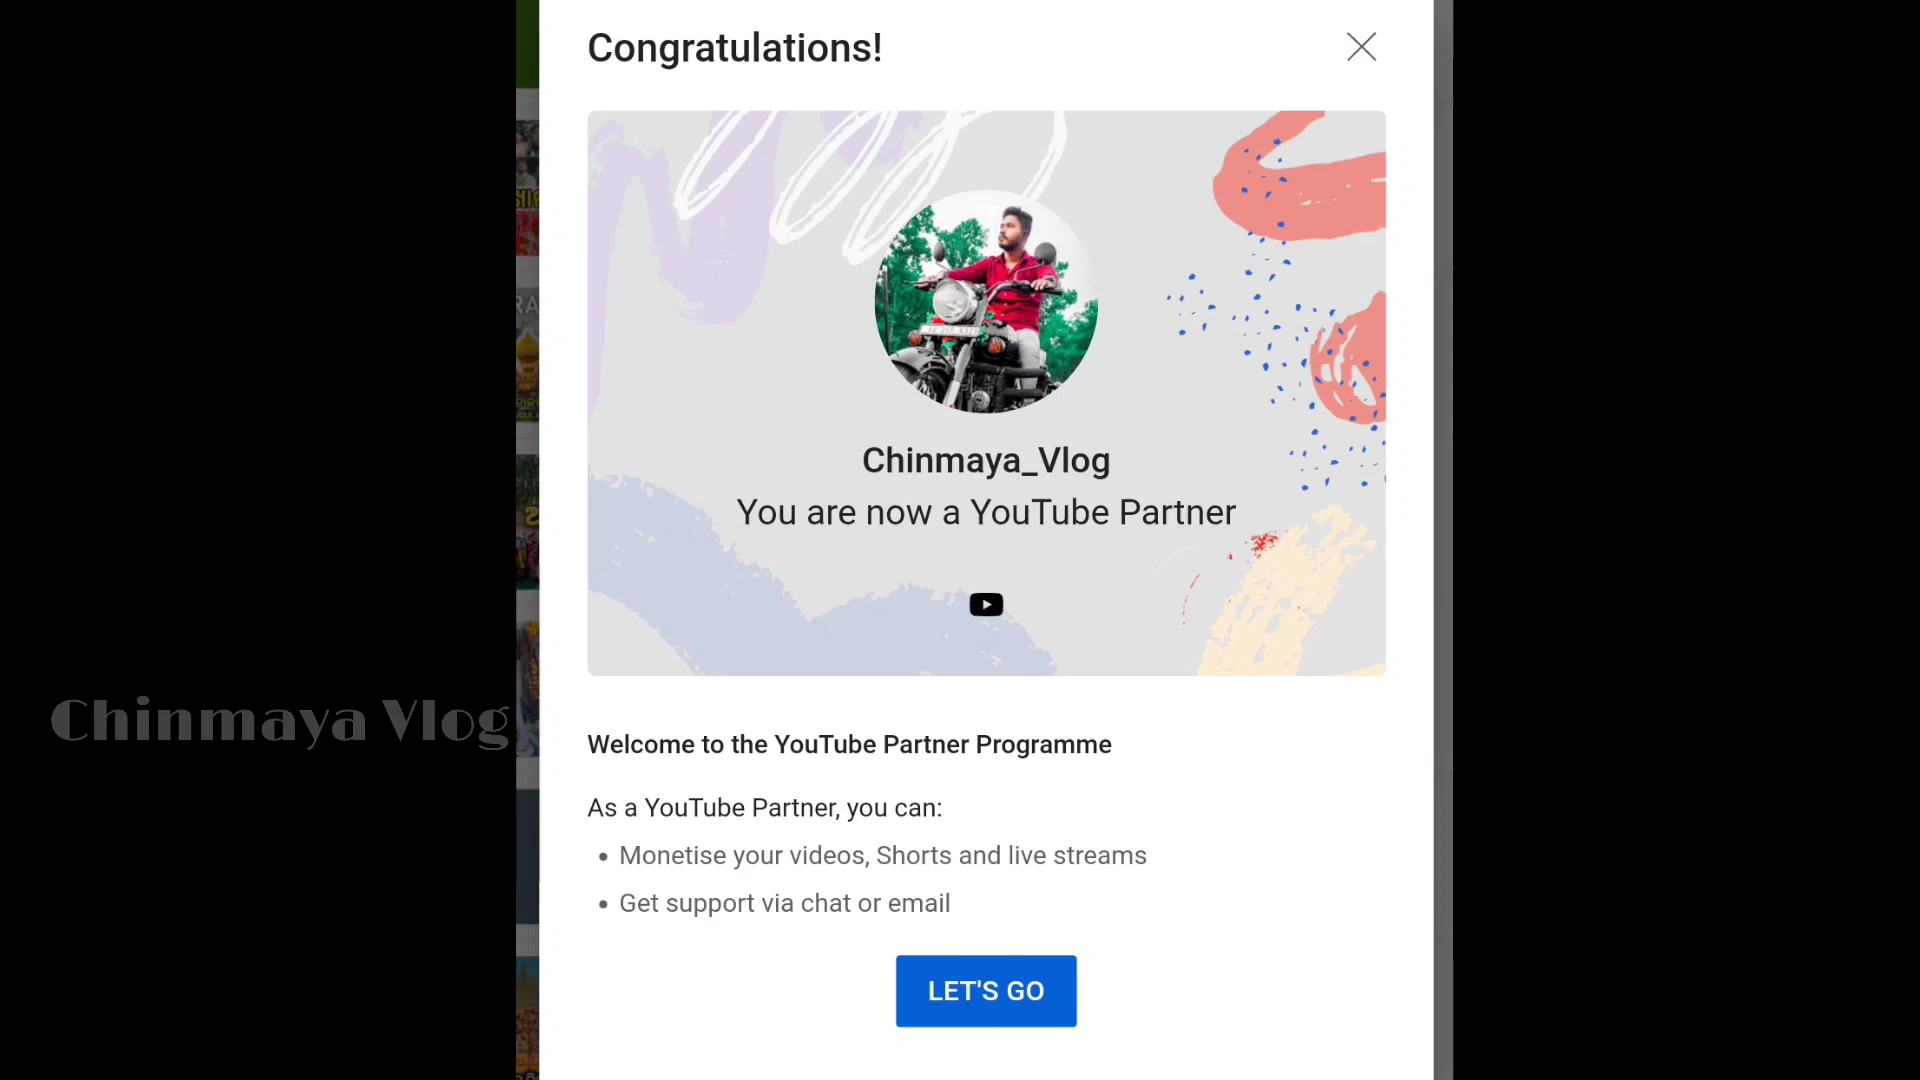 Congratulations!
Chinmaya_Vlog
You are now a YouTube Partner
Chinmaya Vlog
Welcome to the YouTube Partner Programme
As a YouTube Partner, you can:
• Monetise your videos, Shorts and live streams
• Get support via chat or email
LET'S GO